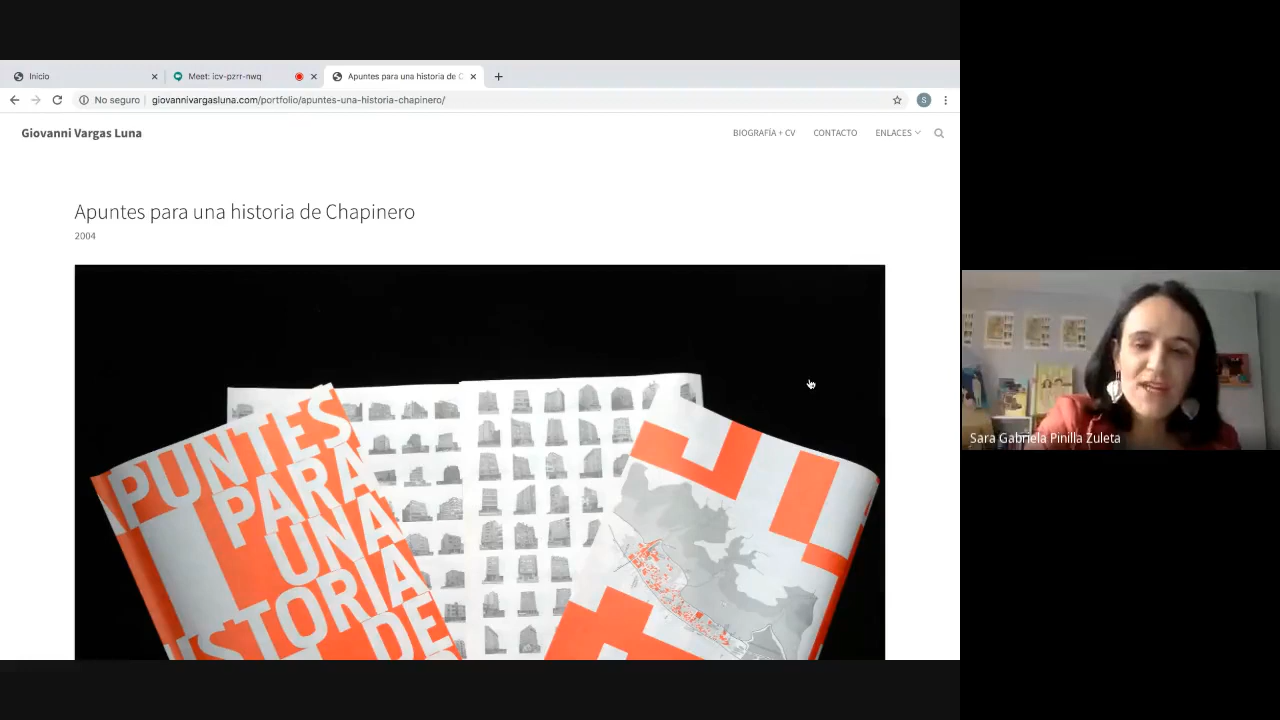 Inicio
Meet: icv-pzrr-nwq
Apuntes para una historia de C
No seguro
giovannivargasluna.com/portfolio/apuntes-una-historia-chapinero/
S
Giovanni Vargas Luna
BIOGRAFÍA + CV
CONTACTO
ENLACES
Apuntes para una historia de Chapinero
2004
APUNTES
PARA
UNA
ISTORIA
DE
Sara Gabriela Pinilla Zuleta